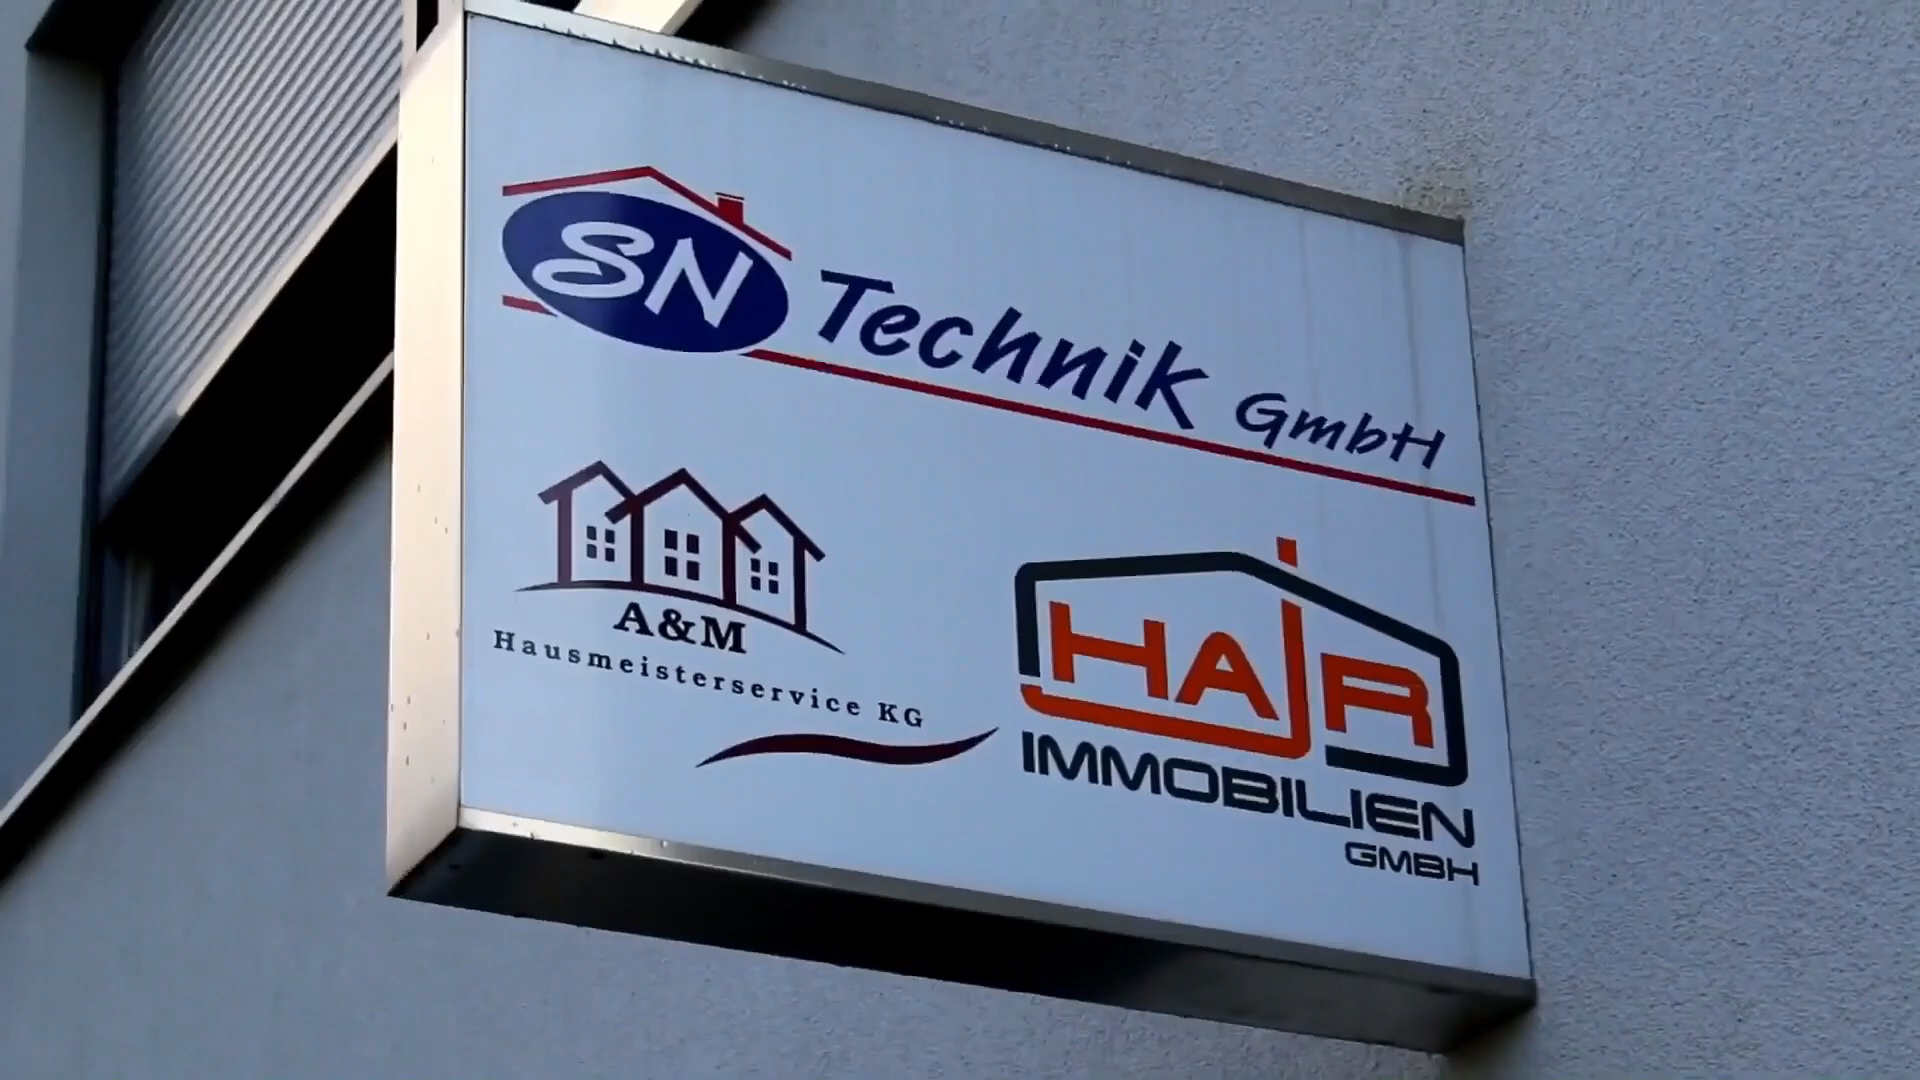 SN Technik GmbH
A&M
Hausmeisterservice KG
HAJR
IMMOBILIEN
GMBH